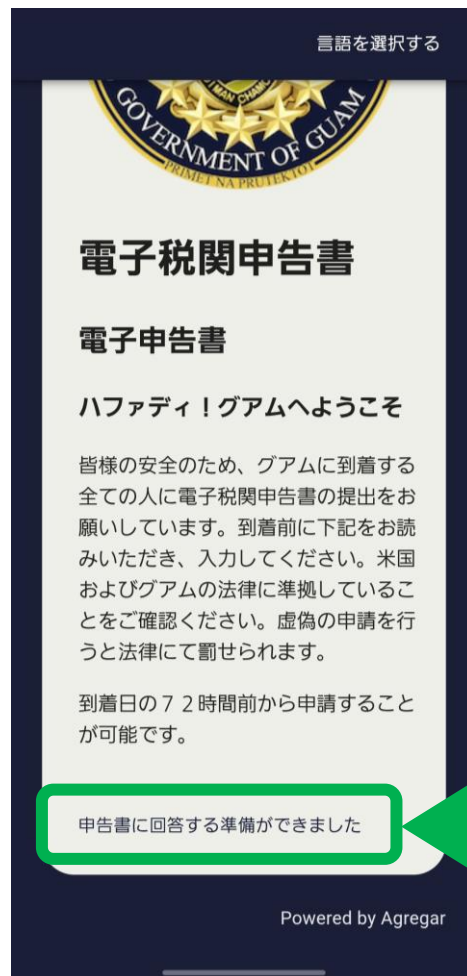 言語を選択する
MAN CHAMO
GOVERNMENT OF GUAM
PRIMET NA PRUTEKTOT
電子税関申告書
電子申告書
ハファディ！グアムへようこそ
皆様の安全のため、グアムに到着する
全ての人に電子税関申告書の提出をお
願いしています。到着前に下記をお読
みいただき、入力してください。米国
およびグアムの法律に準拠しているこ
とをご確認ください。虚偽の申請を行
うと法律にて罰せられます。
到着日の７２時間前から申請すること
が可能です。
申告書に回答する準備ができました
Powered by Agregar